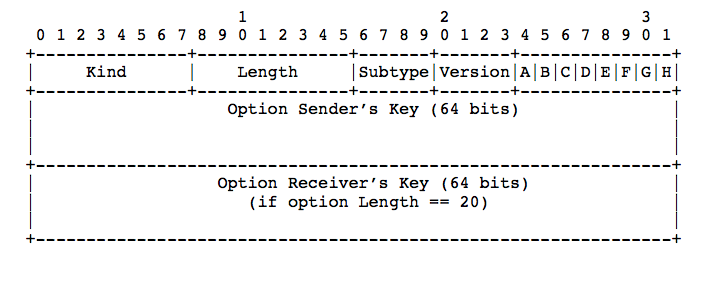 1                   2                   3
 0 1 2 3 4 5 6 7 8 9 0 1 2 3 4 5 6 7 8 9 0 1 2 3 4 5 6 7 8 9 0 1
+---------------+---------------+-------+-------+---------------+
|     Kind      |    Length     |Subtype|Version|A|B|C|D|E|F|G|H|
+---------------+---------------+-------+-------+---------------+
|                   Option Sender's Key (64 bits)               |
|                                                               |
|                                                               |
+---------------------------------------------------------------+
|                  Option Receiver's Key (64 bits)              |
|                     (if option Length == 20)                  |
|                                                               |
+---------------------------------------------------------------+